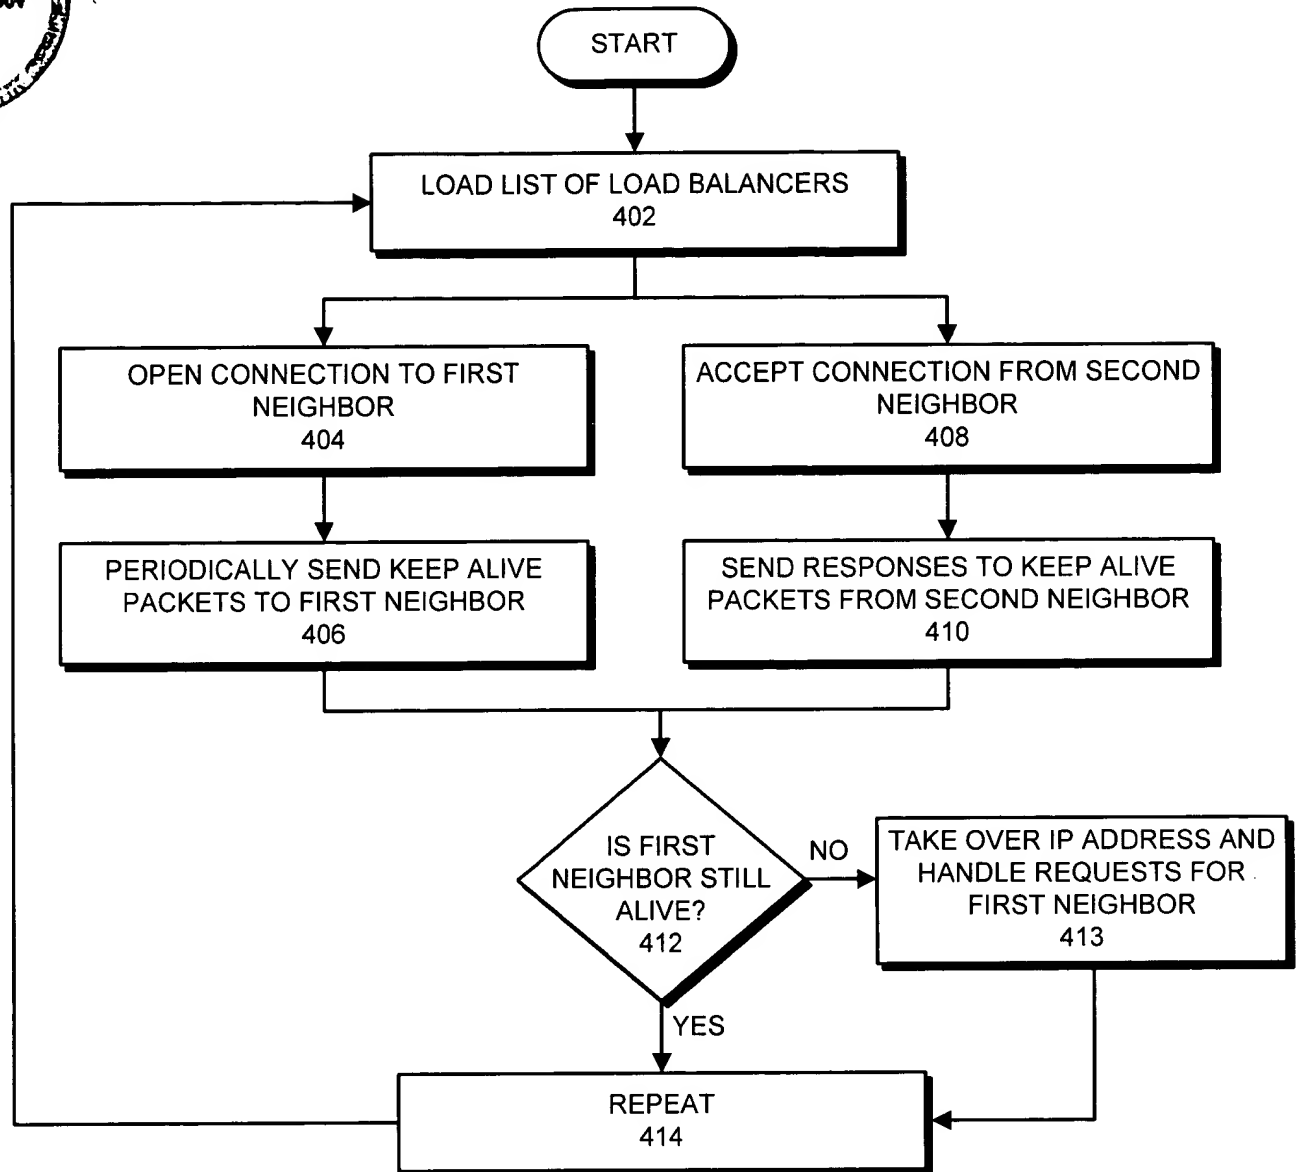 START
LOAD LIST OF LOAD BALANCERS
402
OPEN CONNECTION TO FIRST
NEIGHBOR
404
ACCEPT CONNECTION FROM SECOND
NEIGHBOR
408
PERIODICALLY SEND KEEP ALIVE
PACKETS TO FIRST NEIGHBOR
406
SEND RESPONSES TO KEEP ALIVE
PACKETS FROM SECOND NEIGHBOR
410
IS FIRST
NEIGHBOR STILL
ALIVE?
412
NO
TAKE OVER IP ADDRESS AND
HANDLE REQUESTS FOR
FIRST NEIGHBOR
413
YES
REPEAT
414